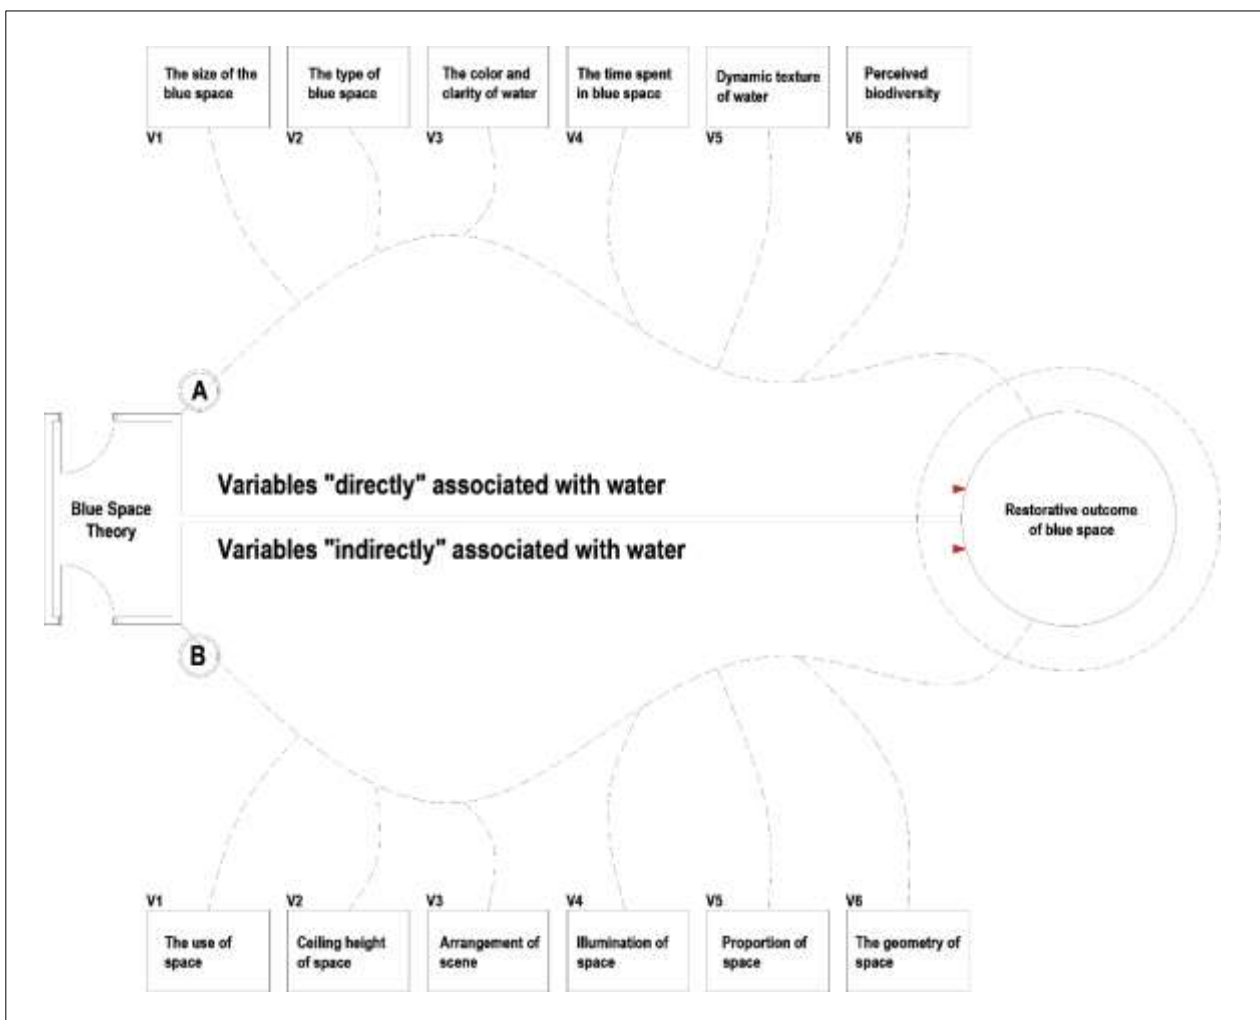 The size of the
blue space
The type of
blue space
The color and
clarity of water
The time spent
in blue space
Dynamic texture
of water
Perceived
biodiversity
V1
V2
V3
V4
V5
V6
A
Variables "directly" associated with water
Blue Space
Theory
Restorative outcome
of blue space
Variables "indirectly" associated with water
B
V1
V2
V3
V4
V5
V6
The use of
space
Ceiling height
of space
Arrangement of
scene
Illumination of
space
Proportion of
space
The geometry of
space